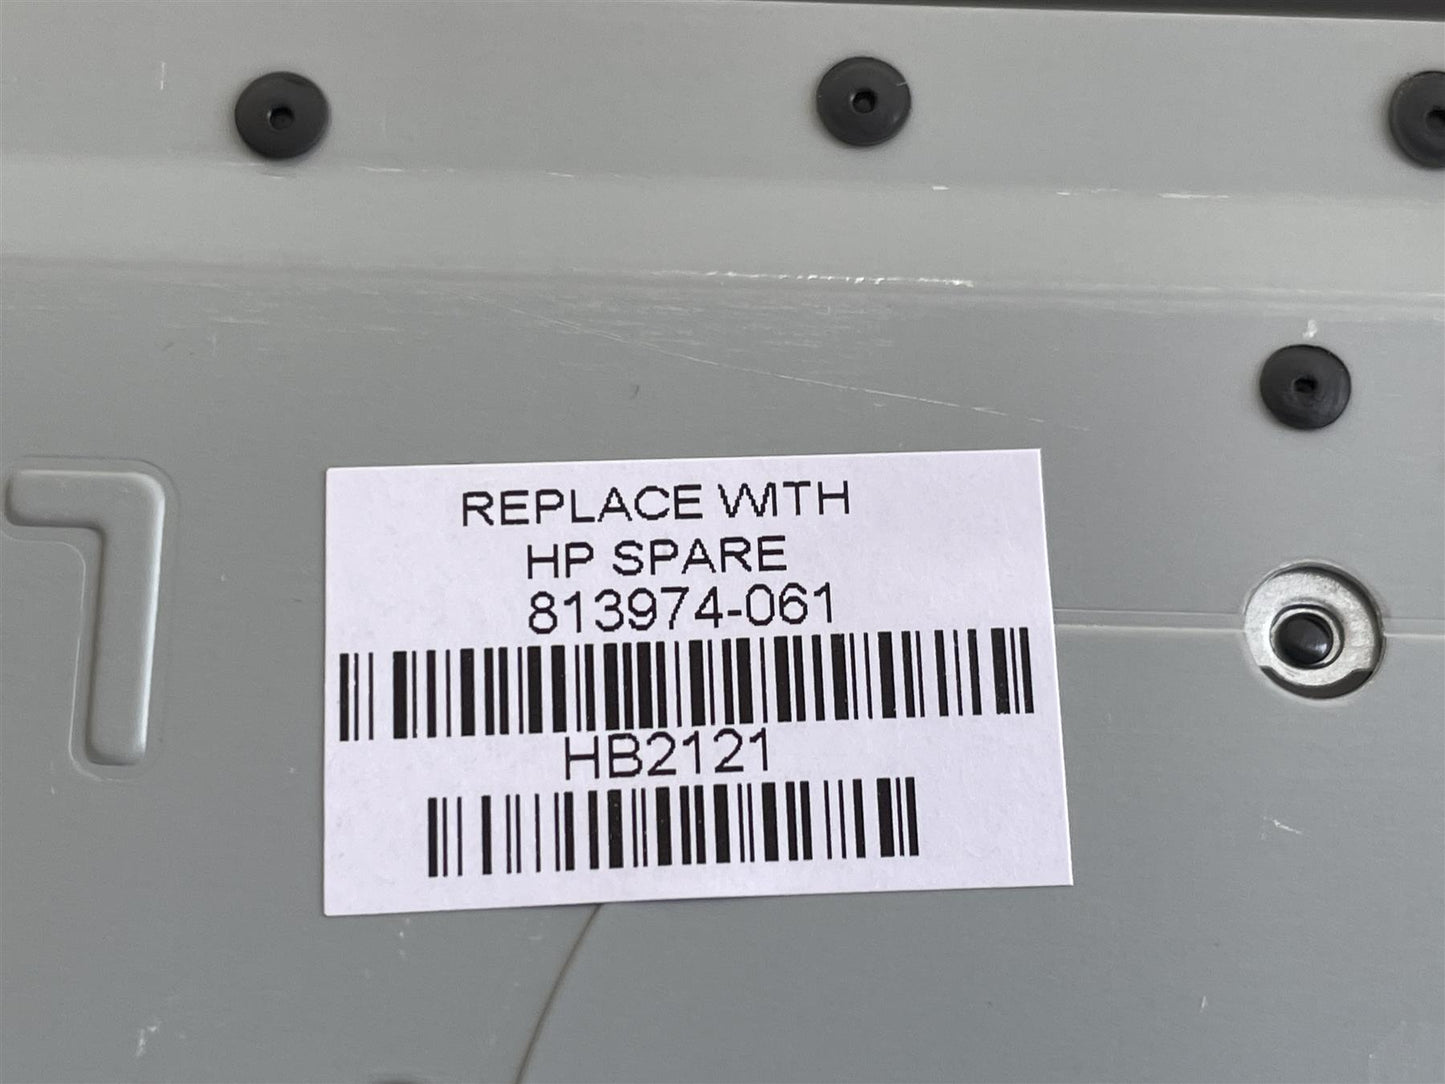 REPLACE WITH
HP SPARE
813974-061
HB2121